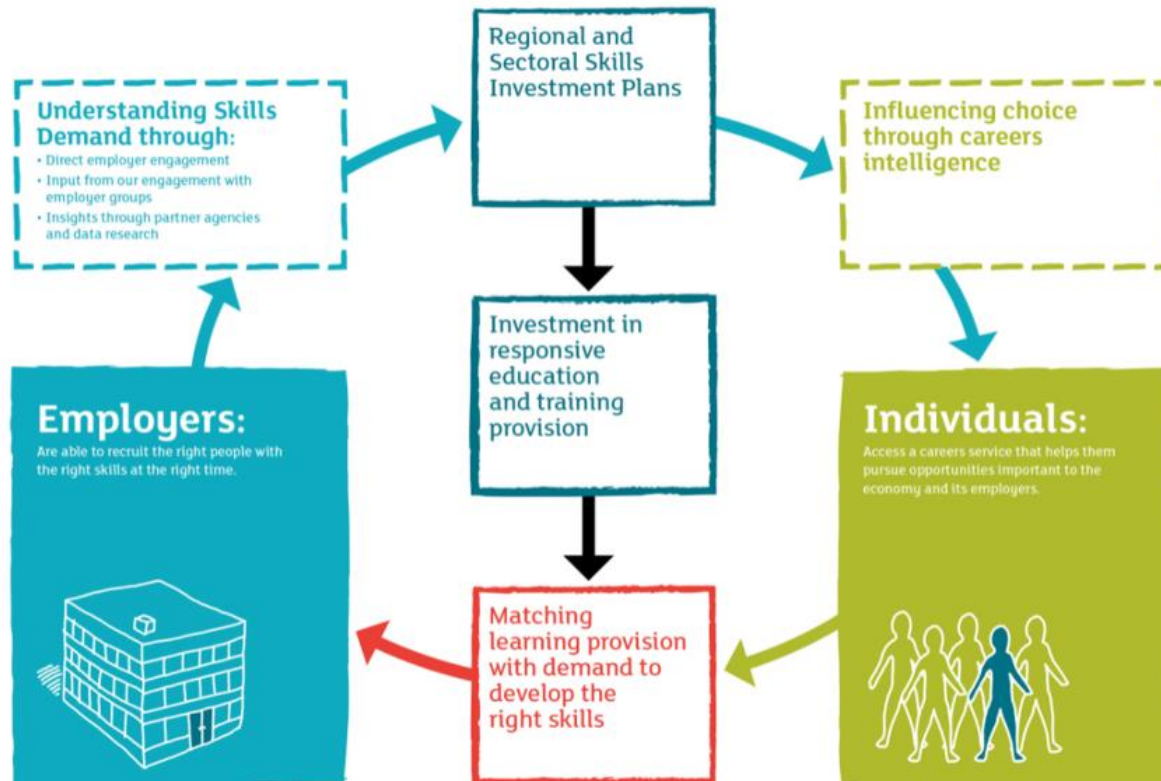 Understanding Skills
Demand through:
• Direct employer engagement
• Input from our engagement with
employer groups
• Insights through partner agencies
and data research
Regional and
Sectoral Skills
Investment Plans
Influencing choice
through careers
intelligence
Investment in
responsive
education
and training
provision
Employers:
Are able to recruit the right people with
the right skills at the right time.
Individuals:
Access a careers service that helps them
pursue opportunities important to the
economy and its employers.
Matching
learning provision
with demand to
develop the
right skills